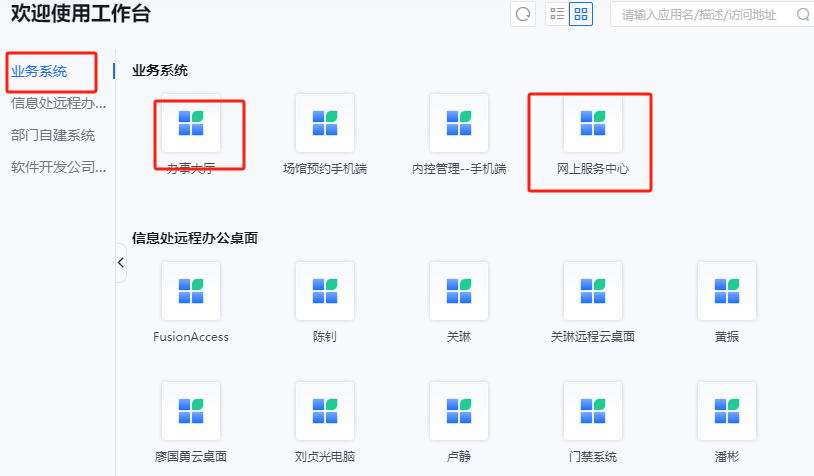 欢迎使用工作台
请输入应用名/描述/访问地址
业务系统
信息处远程办...
部门自建系统
软件开发公司...
业务系统
办事大厅
场馆预约手机端
内控管理--手机端
网上服务中心
信息处远程办公桌面
FusionAccess
陈钊
关琳
关琳远程云桌面
黄振
廖国勇云桌面
刘贞光电脑
卢静
门禁系统
潘彬